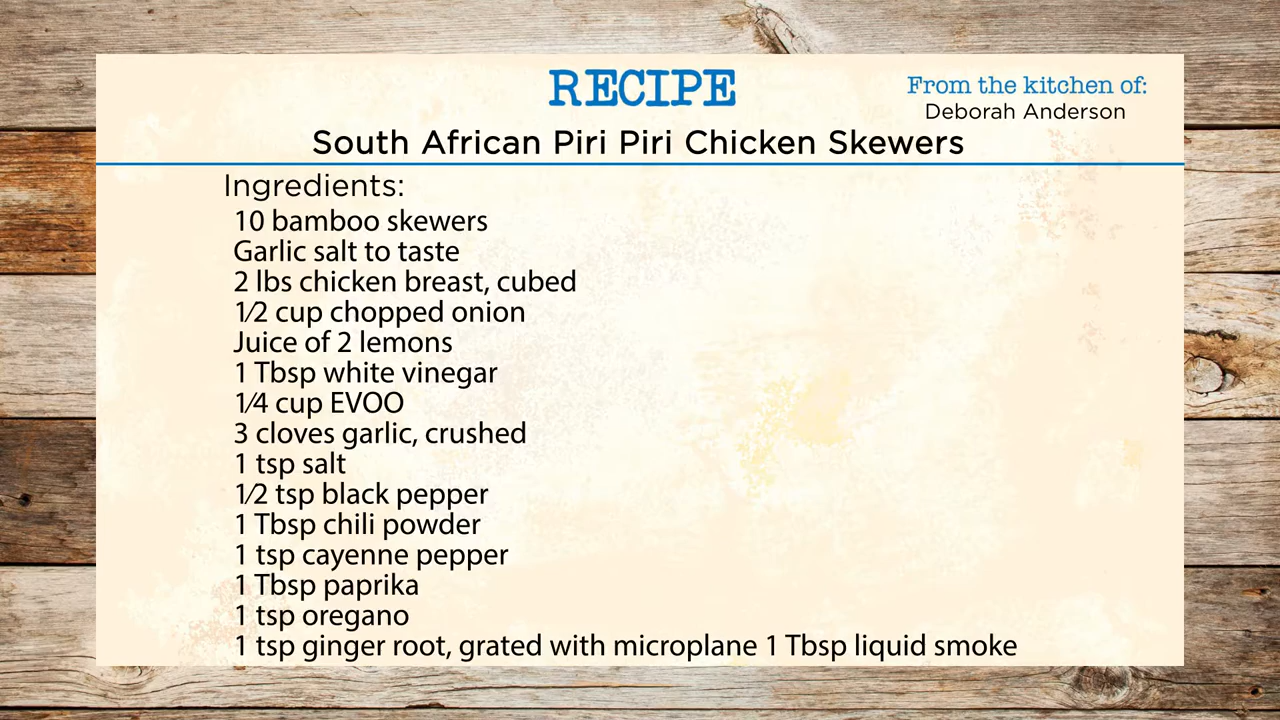 RECIPE
From the kitchen of:
Deborah Anderson
South African Piri Piri Chicken Skewers
Ingredients:
10 bamboo skewers
Garlic salt to taste
2 lbs chicken breast, cubed
1⁄2 cup chopped onion
Juice of 2 lemons
1 Tbsp white vinegar
1⁄4 cup EVOO
3 cloves garlic, crushed
1 tsp salt
1⁄2 tsp black pepper
1 Tbsp chili powder
1 tsp cayenne pepper
1 Tbsp paprika
1 tsp oregano
1 tsp ginger root, grated with microplane 1 Tbsp liquid smoke